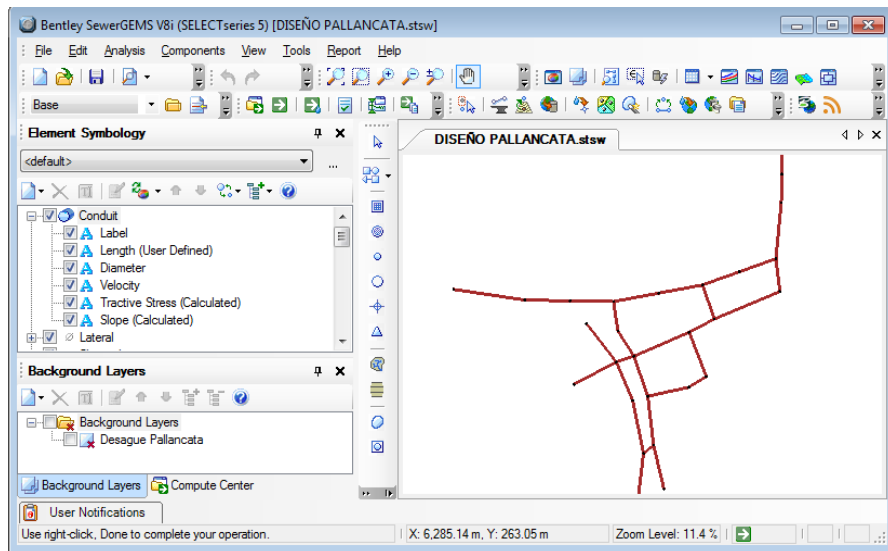 Bentley SewerGEMS V8i (SELECTseries 5) [DISEÑO PALLANCATA.stsw]
File Edit Analysis Components View Tools Report Help
Base
Element Symbology
<default>
...
Conduit
Label
Length (User Defined)
Diameter
Velocity
Tractive Stress (Calculated)
Slope (Calculated)
Lateral
Background Layers
Background Layers
Desague Pallancata
Background Layers Compute Center
DISEÑO PALLANCATA.stsw
User Notifications
Use right-click, Done to complete your operation. X: 6,285.14 m, Y: 263.05 m Zoom Level: 11.4 %